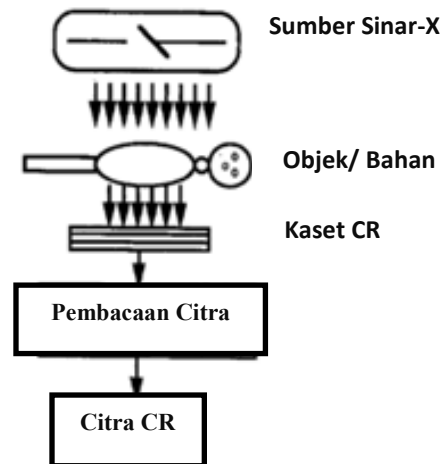 Sumber Sinar-X
Objek/ Bahan
Kaset CR
Pembacaan Citra
Citra CR